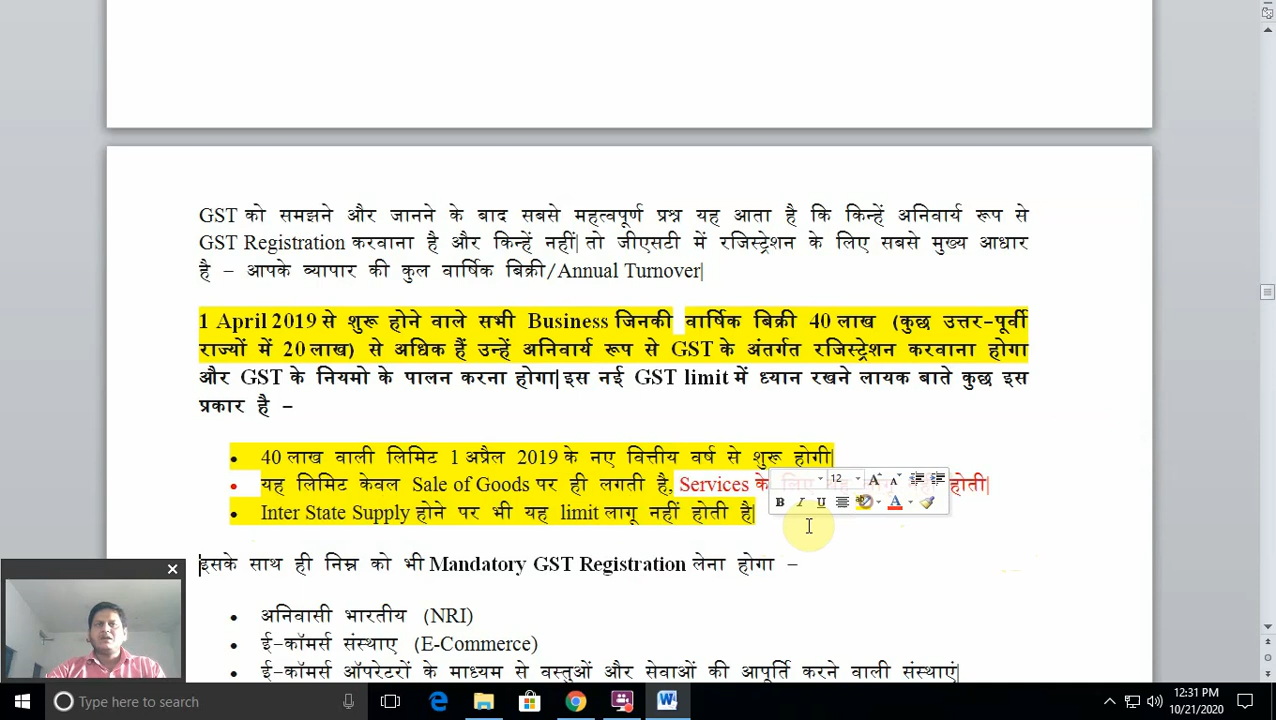 GST को समझने और जानने के बाद सबसे महत्वपूर्ण प्रश्न यह आता है कि किन्हें अनिवार्य रूप से
GST Registration करवाना है और किन्हें नहीं| तो जीएसटी में रजिस्ट्रेशन के लिए सबसे मुख्य आधार
है – आपके व्यापार की कुल वार्षिक बिक्री/Annual Turnover|
1 April 2019 से शुरू होने वाले सभी Business जिनकी वार्षिक बिक्री 40 लाख (कुछ उत्तर-पूर्वी
राज्यों में 20 लाख) से अधिक हैं उन्हें अनिवार्य रूप से GST के अंतर्गत रजिस्ट्रेशन करवाना होगा
और GST के नियमो के पालन करना होगा| इस नई GST limit में ध्यान रखने लायक बाते कुछ इस
प्रकार है –
• 40 लाख वाली लिमिट 1 अप्रैल 2019 के नए वित्तीय वर्ष से शुरू होगी|
• यह लिमिट केवल Sale of Goods पर ही लगती है, Services के होती|
12
B I U A
• Inter State Supply होने पर भी यह limit लागू नहीं होती है|
इसके साथ ही निम्न को भी Mandatory GST Registration लेना होगा –
• अनिवासी भारतीय (NRI)
• ई-कॉमर्स संस्थाए (E-Commerce)
• ई-कॉमर्स ऑपरेटरों के माध्यम से वस्तुओं और सेवाओं की आपूर्ति करने वाली संस्थाएं|
Type here to search
12:31 PM
10/21/2020